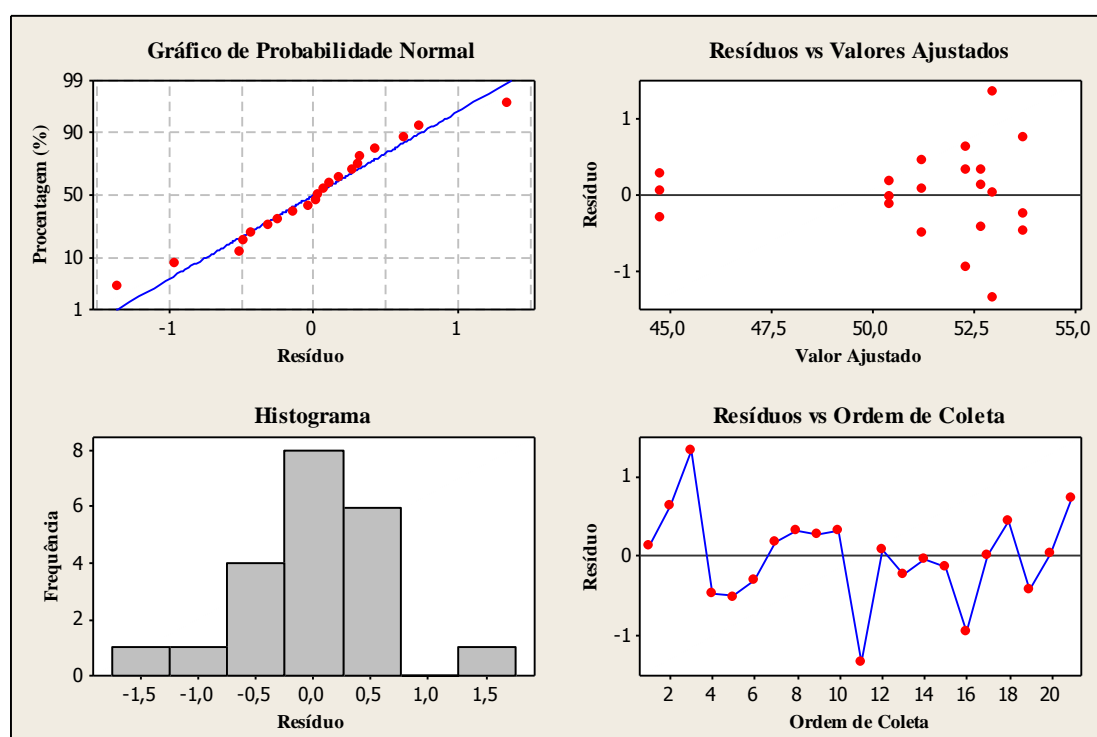 Gráfico de Probabilidade Normal
99
90
50
10
1
Procentagem (%)
-1 0 1
Resíduo
Resíduos vs Valores Ajustados
1
0
-1
Resíduo
45,0 47,5 50,0 52,5 55,0
Valor Ajustado
Histograma
8
6
4
2
0
Frequência
-1,5 -1,0 -0,5 0,0 0,5 1,0 1,5
Resíduo
Resíduos vs Ordem de Coleta
1
0
-1
Resíduo
2 4 6 8 10 12 14 16 18 20
Ordem de Coleta